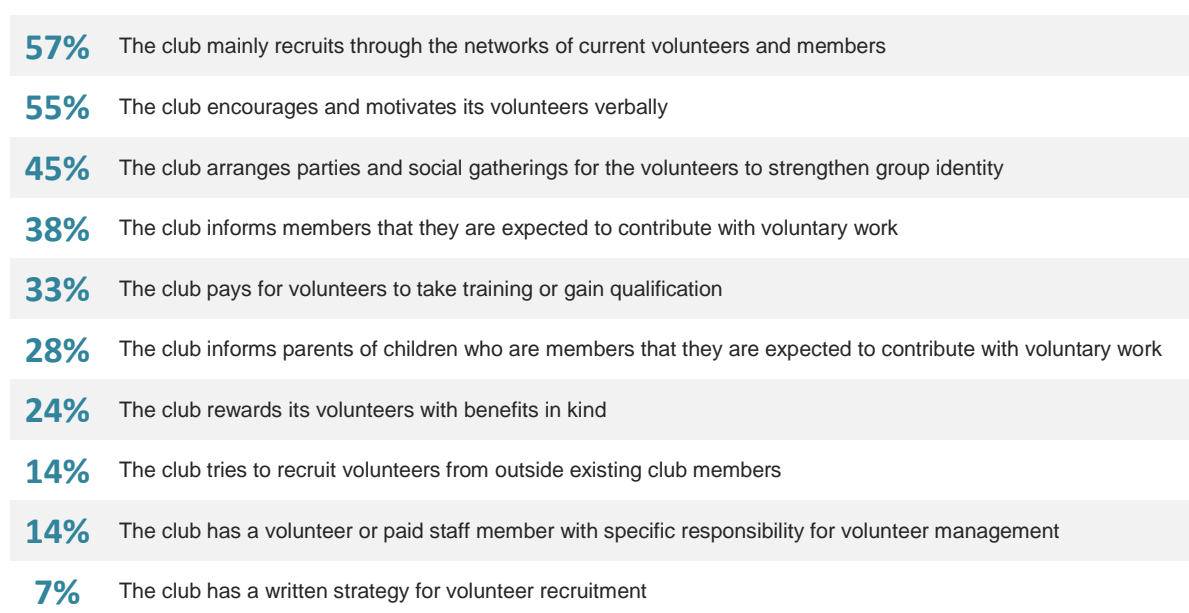 57% The club mainly recruits through the networks of current volunteers and members
55% The club encourages and motivates its volunteers verbally
45% The club arranges parties and social gatherings for the volunteers to strengthen group identity
38% The club informs members that they are expected to contribute with voluntary work
33% The club pays for volunteers to take training or gain qualification
28% The club informs parents of children who are members that they are expected to contribute with voluntary work
24% The club rewards its volunteers with benefits in kind
14% The club tries to recruit volunteers from outside existing club members
14% The club has a volunteer or paid staff member with specific responsibility for volunteer management
7% The club has a written strategy for volunteer recruitment